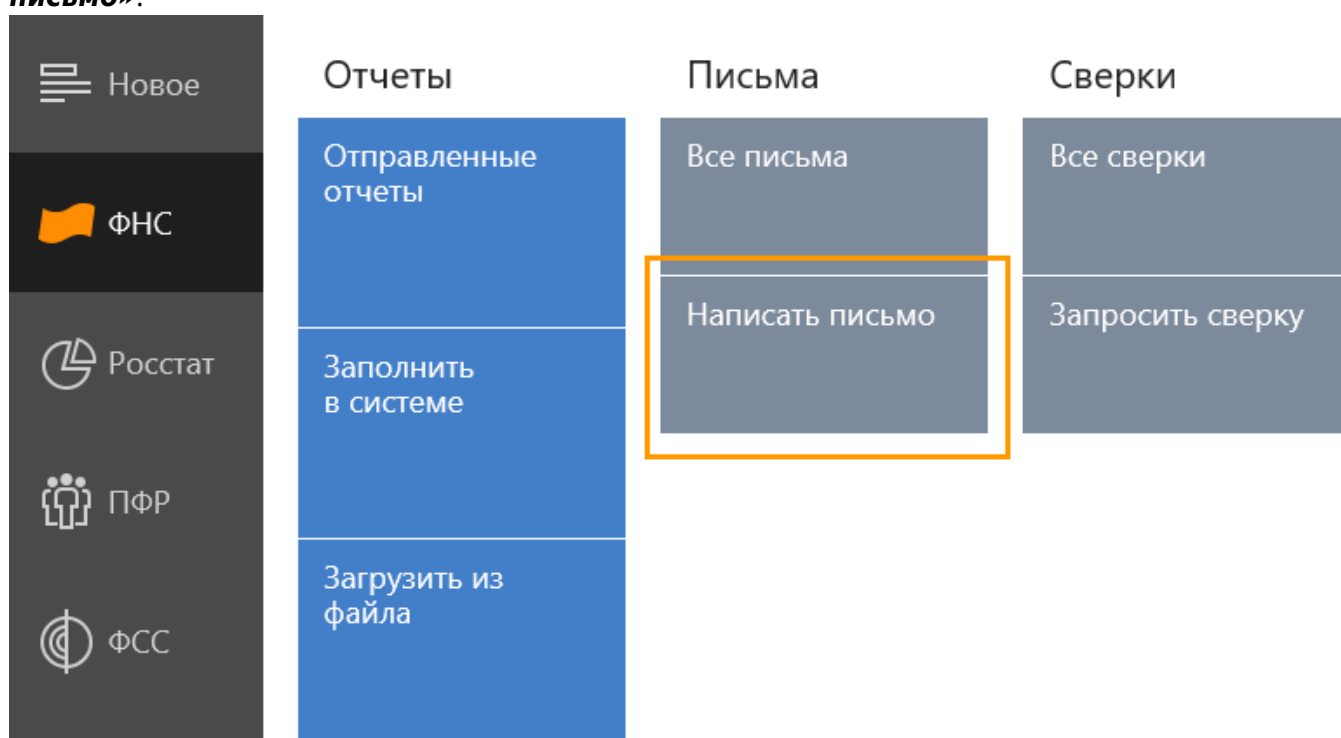 письмо».
Новое
ФНС
Росстат
ПФР
ФСС
Отчеты
Отправленные
отчеты
Заполнить
в системе
Загрузить из
файла
Письма
Все письма
Написать письмо
Сверки
Все сверки
Запросить сверку